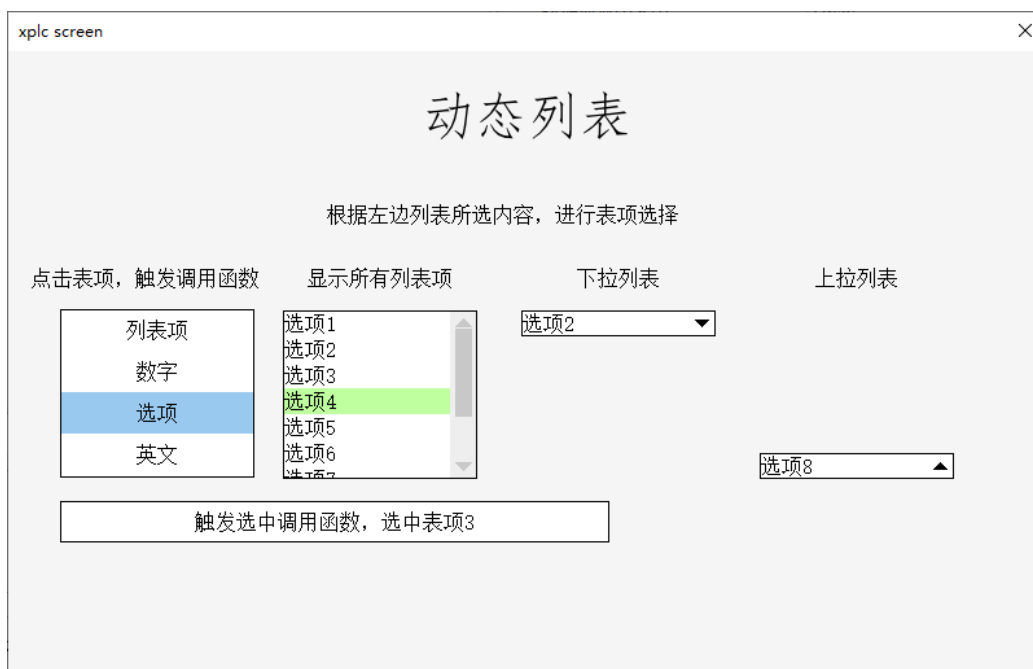 xplc screen
动态列表
根据左边列表所选内容，进行表项选择
点击表项，触发调用函数
显示所有列表项
下拉列表
上拉列表
列表项
数字
选项
英文
选项1
选项2
选项3
选项4
选项5
选项6
选项7
选项2
选项8
触发选中调用函数，选中表项3